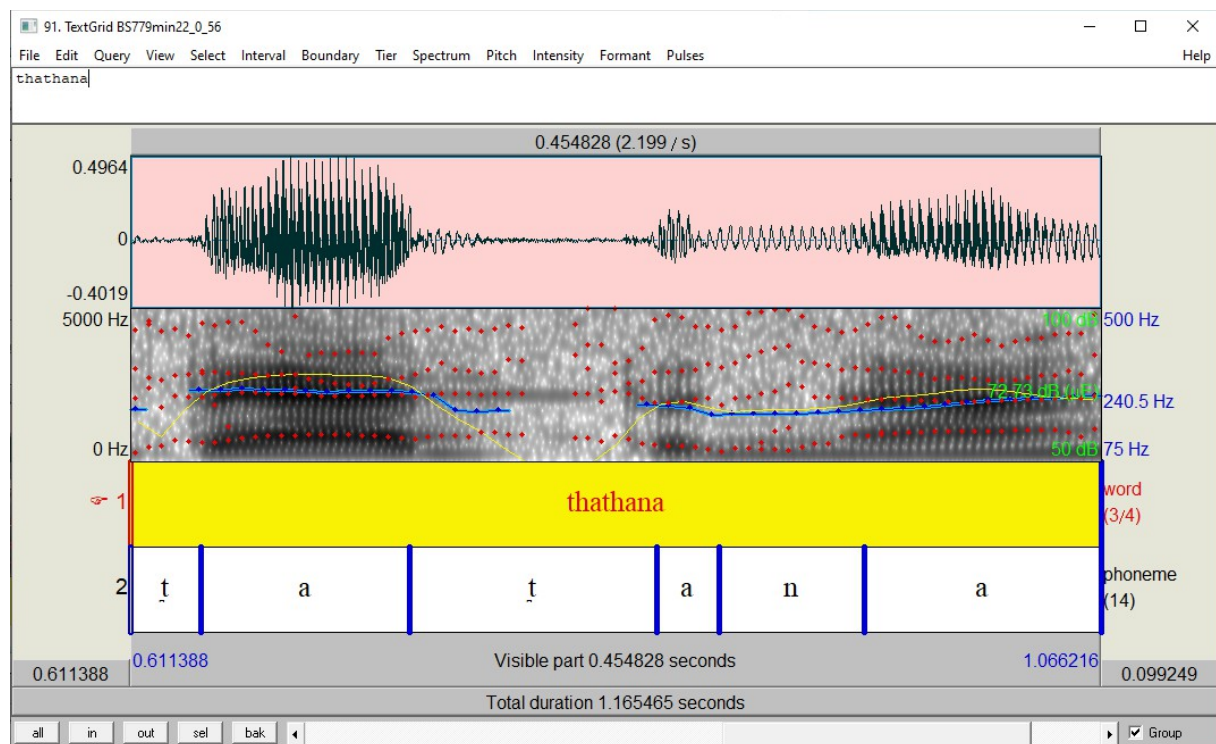 91. TextGrid BS779min22_0_56
File Edit Query View Select Interval Boundary Tier Spectrum Pitch Intensity Formant Pulses Help
thathana
0.454828 (2.199 / s)
0.4964
0
-0.4019
5000 Hz 100 dB 500 Hz
72.73 dB (µE) 240.5 Hz
0 Hz 50 dB 75 Hz
☞ 1 thathana word
(3/4)
2 t̪ a t̪ a n a phoneme
(14)
0.611388 0.611388 Visible part 0.454828 seconds 1.066216 0.099249
Total duration 1.165465 seconds
all in out sel bak Group